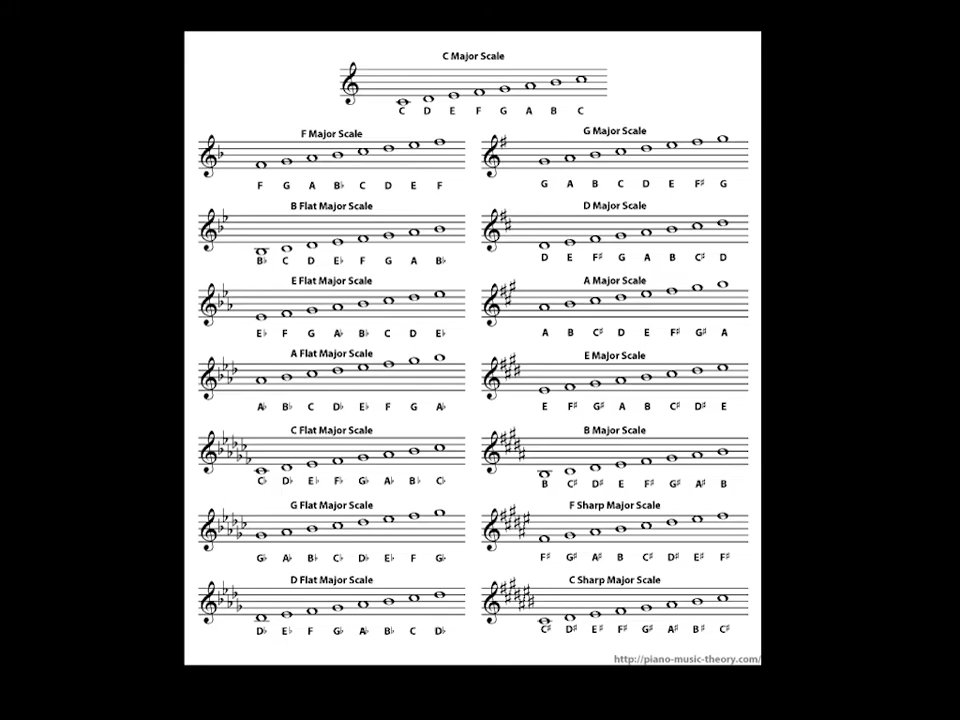 C Major Scale
C D E F G A B C
F Major Scale
F G A B♭ C D E F
G Major Scale
G A B C D E F♯ G
B Flat Major Scale
B♭ C D E♭ F G A B♭
D Major Scale
D E F♯ G A B C♯ D
E Flat Major Scale
E♭ F G A♭ B♭ C D E♭
A Major Scale
A B C♯ D E F♯ G♯ A
A Flat Major Scale
A♭ B♭ C D♭ E♭ F G A♭
E Major Scale
E F♯ G♯ A B C♯ D♯ E
C Flat Major Scale
C♭ D♭ E♭ F♭ G♭ A♭ B♭ C♭
B Major Scale
B C♯ D♯ E F♯ G♯ A♯ B
G Flat Major Scale
G♭ A♭ B♭ C♭ D♭ E♭ F G♭
F Sharp Major Scale
F♯ G♯ A♯ B C♯ D♯ E♯ F♯
D Flat Major Scale
D♭ E♭ F G♭ A♭ B♭ C D♭
C Sharp Major Scale
C♯ D♯ E♯ F♯ G♯ A♯ B♯ C♯
http://piano-music-theory.com/